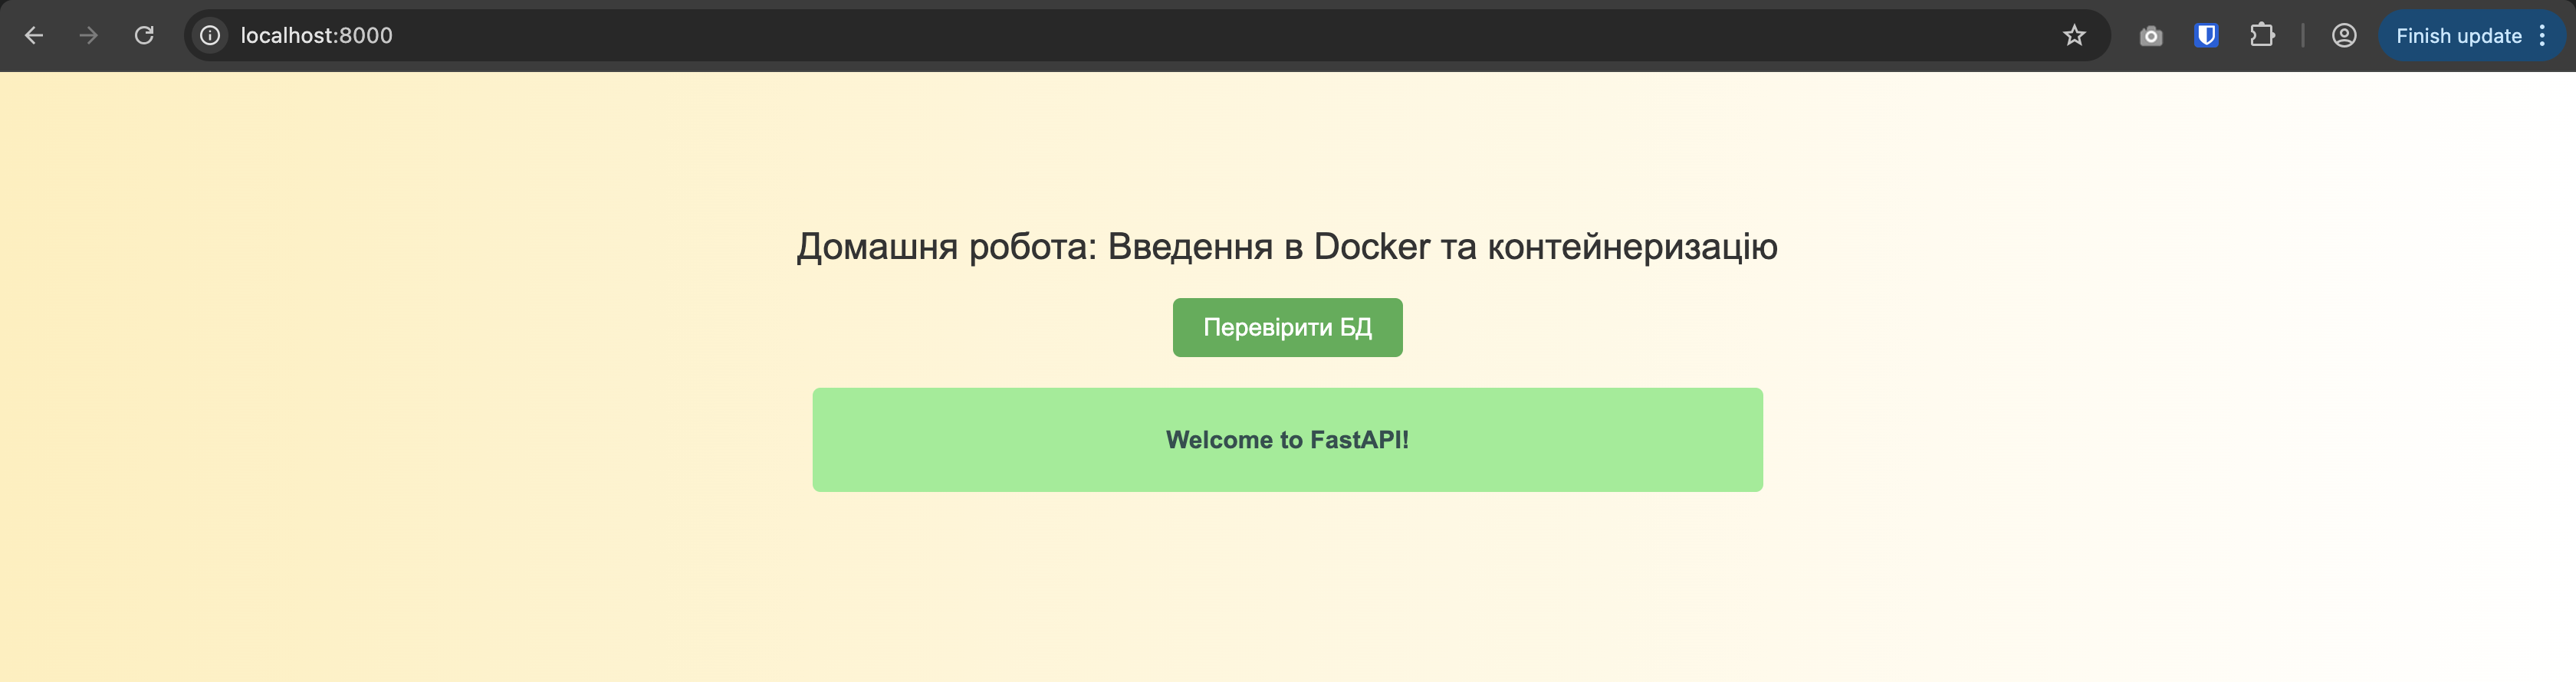 localhost:8000
Finish update
Домашня робота: Введення в Docker та контейнеризацію
Перевірити БД
Welcome to FastAPI!